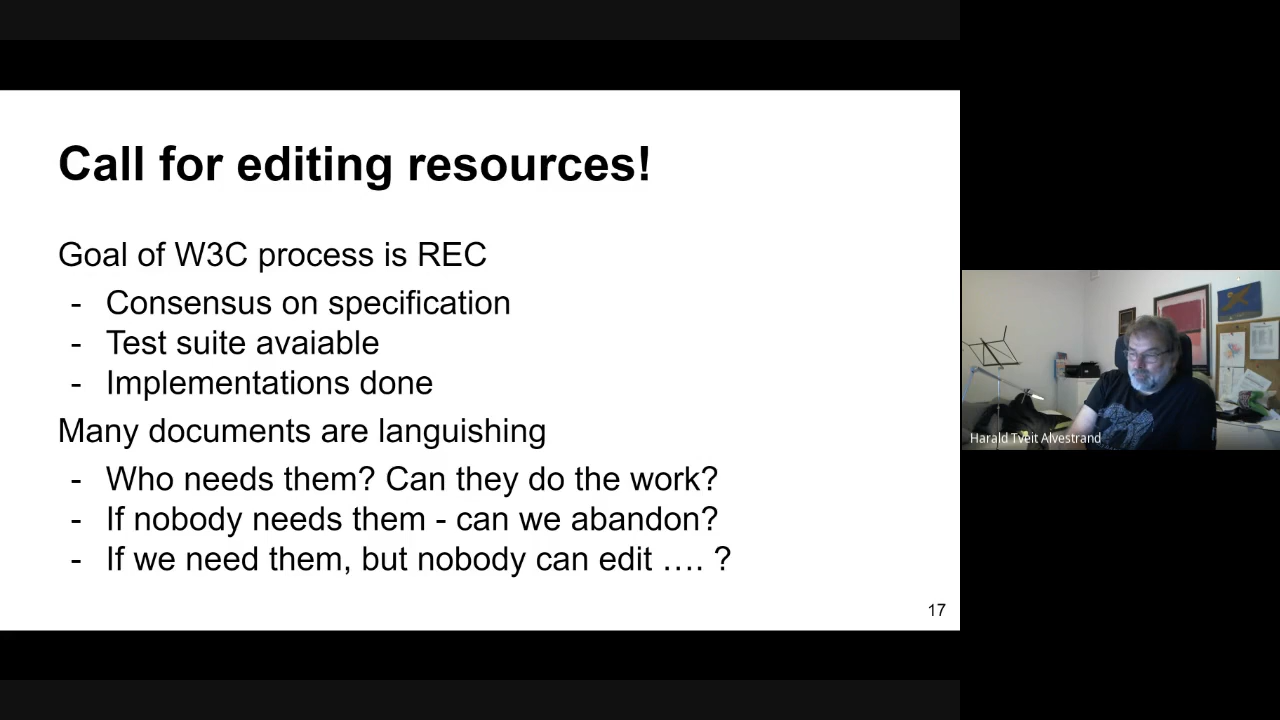 Call for editing resources!
Goal of W3C process is REC
- Consensus on specification
- Test suite avaiable
- Implementations done
Many documents are languishing
- Who needs them? Can they do the work?
- If nobody needs them - can we abandon?
- If we need them, but nobody can edit .... ?
17
Harald Tveit Alvestrand